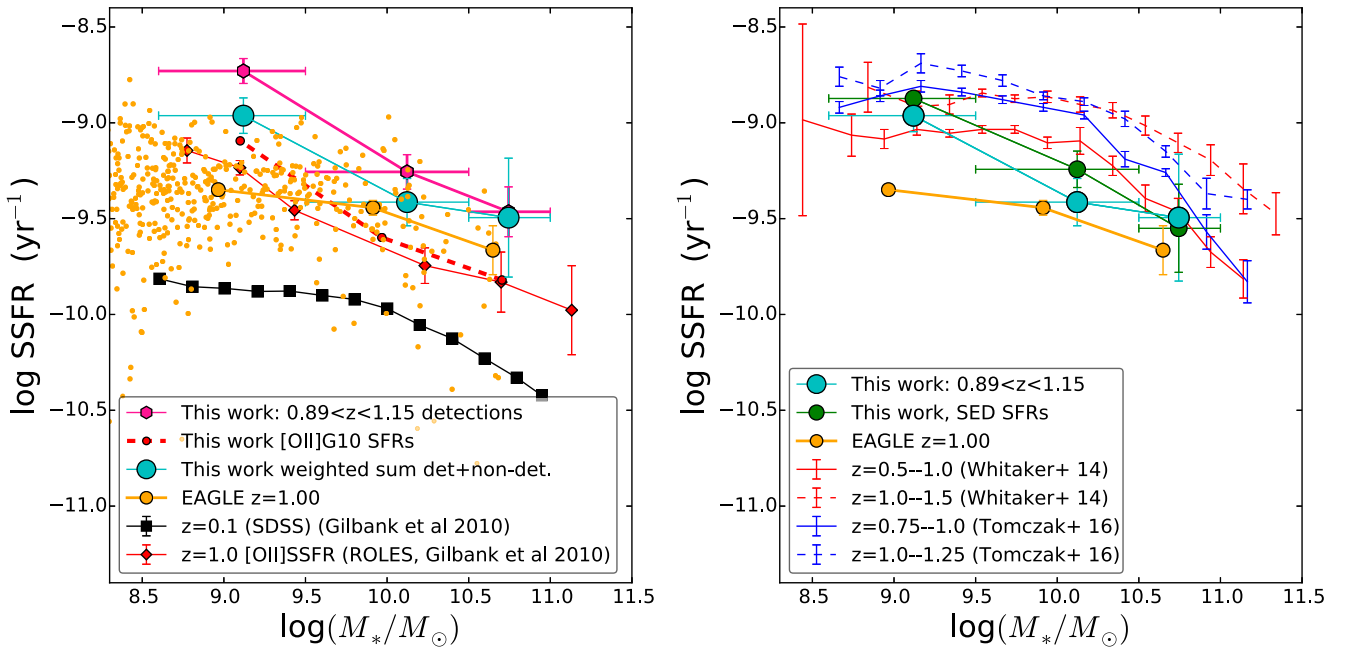 log SSFR (yr⁻¹)
−8.5
−9.0
−9.5
−10.0
−10.5
−11.0
This work: 0.89<z<1.15 detections
This work [OII]G10 SFRs
This work weighted sum det+non-det.
EAGLE z=1.00
z=0.1 (SDSS) (Gilbank et al 2010)
z=1.0 [OII]SSFR (ROLES, Gilbank et al 2010)
8.5 9.0 9.5 10.0 10.5 11.0 11.5
log(M*/M⊙)
log SSFR (yr⁻¹)
−8.5
−9.0
−9.5
−10.0
−10.5
−11.0
This work: 0.89<z<1.15
This work, SED SFRs
EAGLE z=1.00
z=0.5--1.0 (Whitaker+ 14)
z=1.0--1.5 (Whitaker+ 14)
z=0.75--1.0 (Tomczak+ 16)
z=1.0--1.25 (Tomczak+ 16)
8.5 9.0 9.5 10.0 10.5 11.0 11.5
log(M*/M⊙)